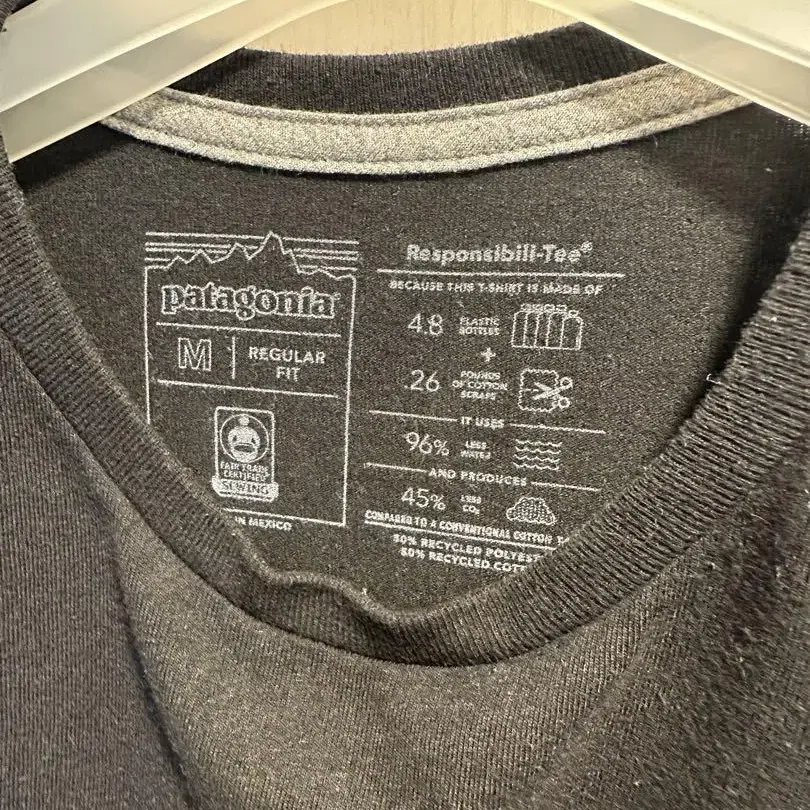 patagonia®
M | REGULAR
FIT
FAIR TRADE
CERTIFIED
SEWING
IN MEXICO
Responsibili-Tee®
BECAUSE THIS T-SHIRT IS MADE OF
4.8 PLASTIC
BOTTLES
+
.26 POUNDS
OF COTTON
SCRAPS
IT USES
96% LESS
WATER
AND PRODUCES
45% LESS
CO₂
COMPARED TO A CONVENTIONAL COTTON T-
50% RECYCLED POLYEST
50% RECYCLED COTT